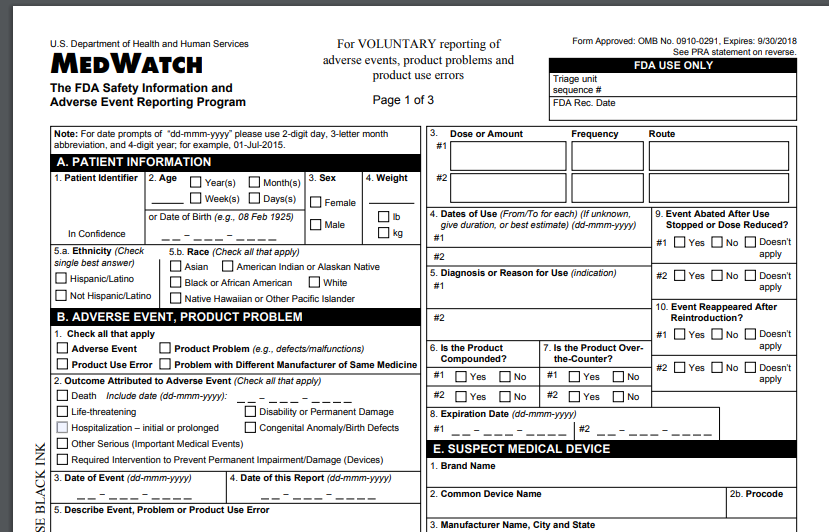 U.S. Department of Health and Human Services
MEDWATCH
The FDA Safety Information and
Adverse Event Reporting Program
For VOLUNTARY reporting of
adverse events, product problems and
product use errors
Page 1 of 3
Form Approved: OMB No. 0910-0291, Expires: 9/30/2018
See PRA statement on reverse.
FDA USE ONLY
Triage unit
sequence #
FDA Rec. Date
Note: For date prompts of “dd-mmm-yyyy” please use 2-digit day, 3-letter month
abbreviation, and 4-digit year; for example, 01-Jul-2015.
A. PATIENT INFORMATION
1. Patient Identifier
In Confidence
2. Age
Year(s) Month(s)
Week(s) Days(s)
or Date of Birth (e.g., 08 Feb 1925)
3. Sex
Female
Male
4. Weight
lb
kg
5.a. Ethnicity (Check
single best answer)
Hispanic/Latino
Not Hispanic/Latino
5.b. Race (Check all that apply)
Asian American Indian or Alaskan Native
Black or African American White
Native Hawaiian or Other Pacific Islander
B. ADVERSE EVENT, PRODUCT PROBLEM
1. Check all that apply
Adverse Event Product Problem (e.g., defects/malfunctions)
Product Use Error Problem with Different Manufacturer of Same Medicine
2. Outcome Attributed to Adverse Event (Check all that apply)
Death Include date (dd-mmm-yyyy):
Life-threatening Disability or Permanent Damage
Hospitalization – initial or prolonged Congenital Anomaly/Birth Defects
Other Serious (Important Medical Events)
Required Intervention to Prevent Permanent Impairment/Damage (Devices)
3. Date of Event (dd-mmm-yyyy) 4. Date of this Report (dd-mmm-yyyy)
5. Describe Event, Problem or Product Use Error
SE BLACK INK
3. Dose or Amount Frequency Route
#1
#2
4. Dates of Use (From/To for each) (If unknown,
give duration, or best estimate) (dd-mmm-yyyy)
#1
#2
5. Diagnosis or Reason for Use (indication)
#1
#2
6. Is the Product
Compounded?
#1 Yes No
#2 Yes No
7. Is the Product Over-
the-Counter?
#1 Yes No
#2 Yes No
8. Expiration Date (dd-mmm-yyyy)
#1 #2
9. Event Abated After Use
Stopped or Dose Reduced?
#1 Yes No Doesn't
apply
#2 Yes No Doesn't
apply
10. Event Reappeared After
Reintroduction?
#1 Yes No Doesn't
apply
#2 Yes No Doesn't
apply
E. SUSPECT MEDICAL DEVICE
1. Brand Name
2. Common Device Name 2b. Procode
3. Manufacturer Name, City and State